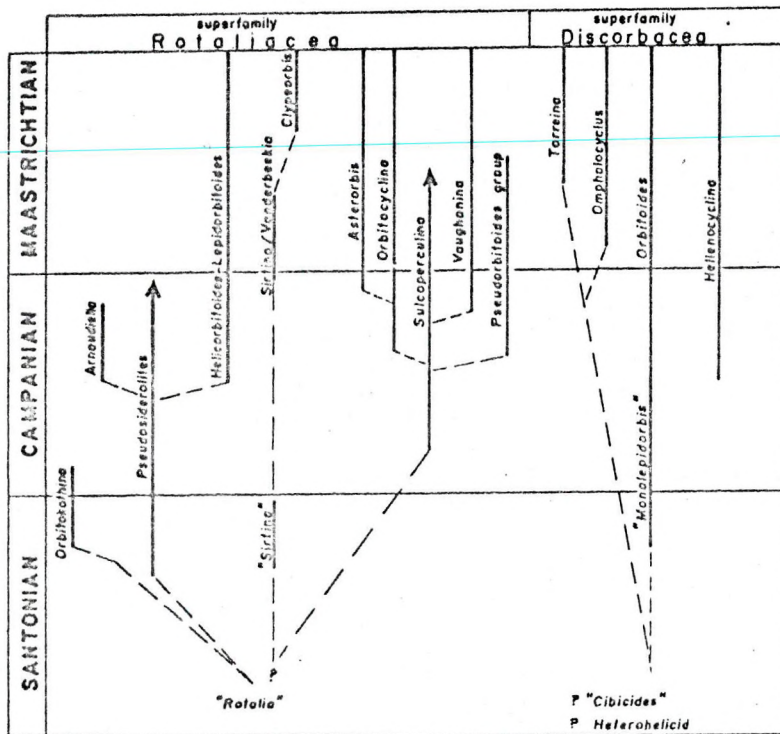 superfamily
Rotaliacea
superfamily
Discorbacea
MAASTRICHTIAN
CAMPANIAN
SANTONIAN
Orbitokathina
Arnaudiella
Pseudosiderolites
Helicorbitoides-Lepidorbitoides
Sirtina/Vanderbeekia
"Sirtina"
Clypeorbis
Asterorbis
Orbitocyclina
Sulcoperculina
Vaughanina
Pseudorbitoides group
Torreina
Omphalocyclus
Orbitoides
"Monolepidorbis"
Hellenocyclina
?
"Rotalia"
? "Cibicides"
? Heterohelicid